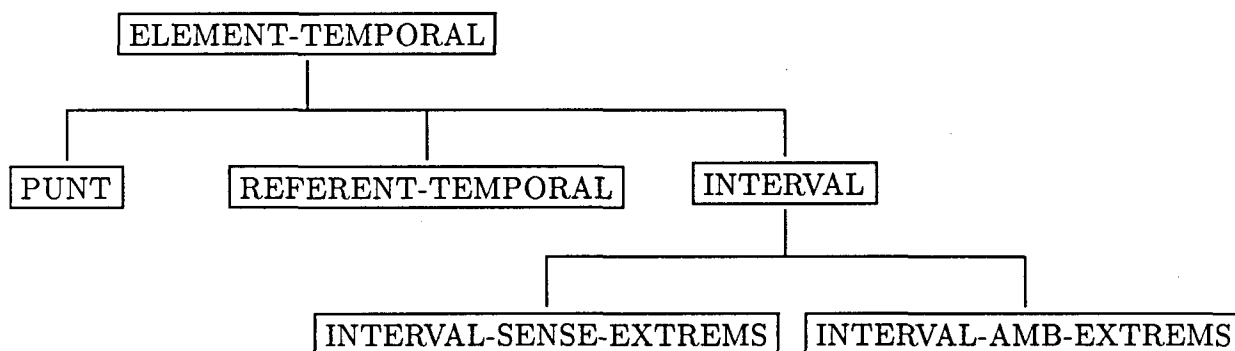 ELEMENT-TEMPORAL
PUNT REFERENT-TEMPORAL INTERVAL
INTERVAL-SENSE-EXTREMS INTERVAL-AMB-EXTREMS